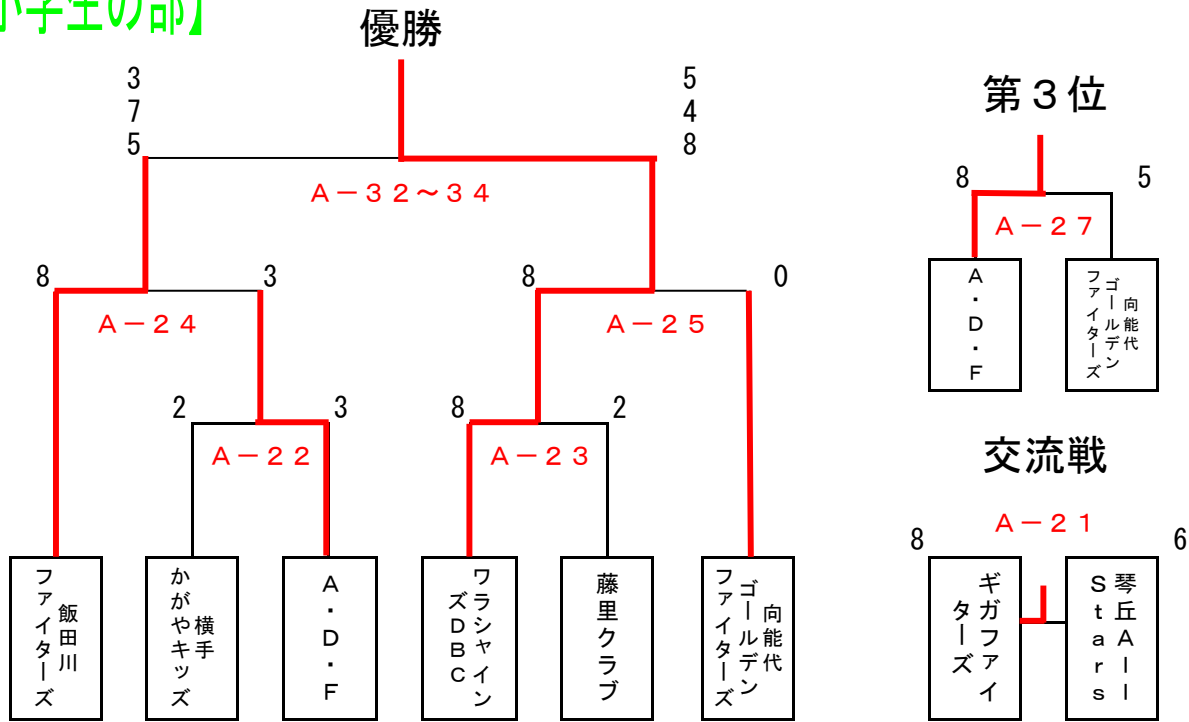 小学生の部】
優勝
3
7
5
5
4
8
A－32～34
8
3
8
0
A－24
A－25
2
3
8
2
A－22
A－23
飯田川
ファイターズ
横手
かがやキッズ
A・D・F
ワラシャイン
ズDBC
藤里クラブ
向能代
ゴールデン
ファイターズ
第３位
8
5
A－27
A・D・F
向能代
ゴールデン
ファイターズ
交流戦
A－21
8
6
ギガファイ
ターズ
琴丘All
Stars